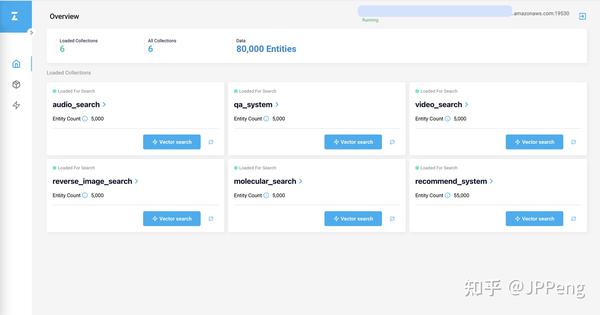 Overview
.amazonaws.com:19530
Running
Loaded Collections
6
All Collections
6
Data
80,000 Entities
Loaded Collections
Loaded For Search
audio_search >
Entity Count 5,000
Vector search
Loaded For Search
qa_system >
Entity Count 5,000
Vector search
Loaded For Search
video_search >
Entity Count 5,000
Vector search
Loaded For Search
reverse_image_search >
Entity Count 5,000
Vector search
Loaded For Search
molecular_search >
Entity Count 5,000
Vector search
Loaded For Search
recommend_system >
Entity Count 55,000
Vector search
知乎 @JPPeng